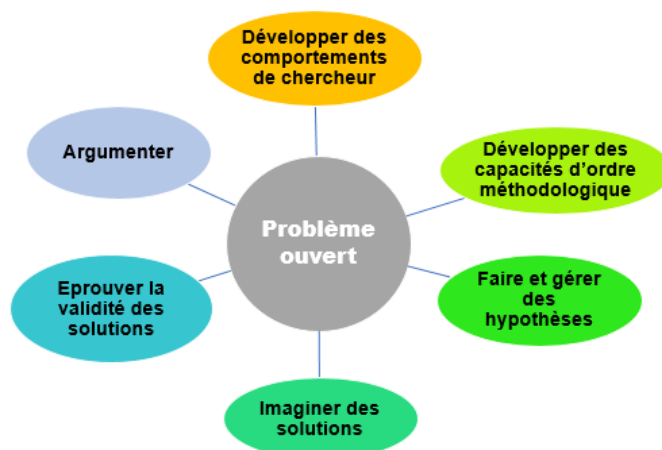 Développer des
comportements
de chercheur
Argumenter
Développer des
capacités d'ordre
méthodologique
Problème
ouvert
Eprouver la
validité des
solutions
Faire et gérer
des
hypothèses
Imaginer des
solutions